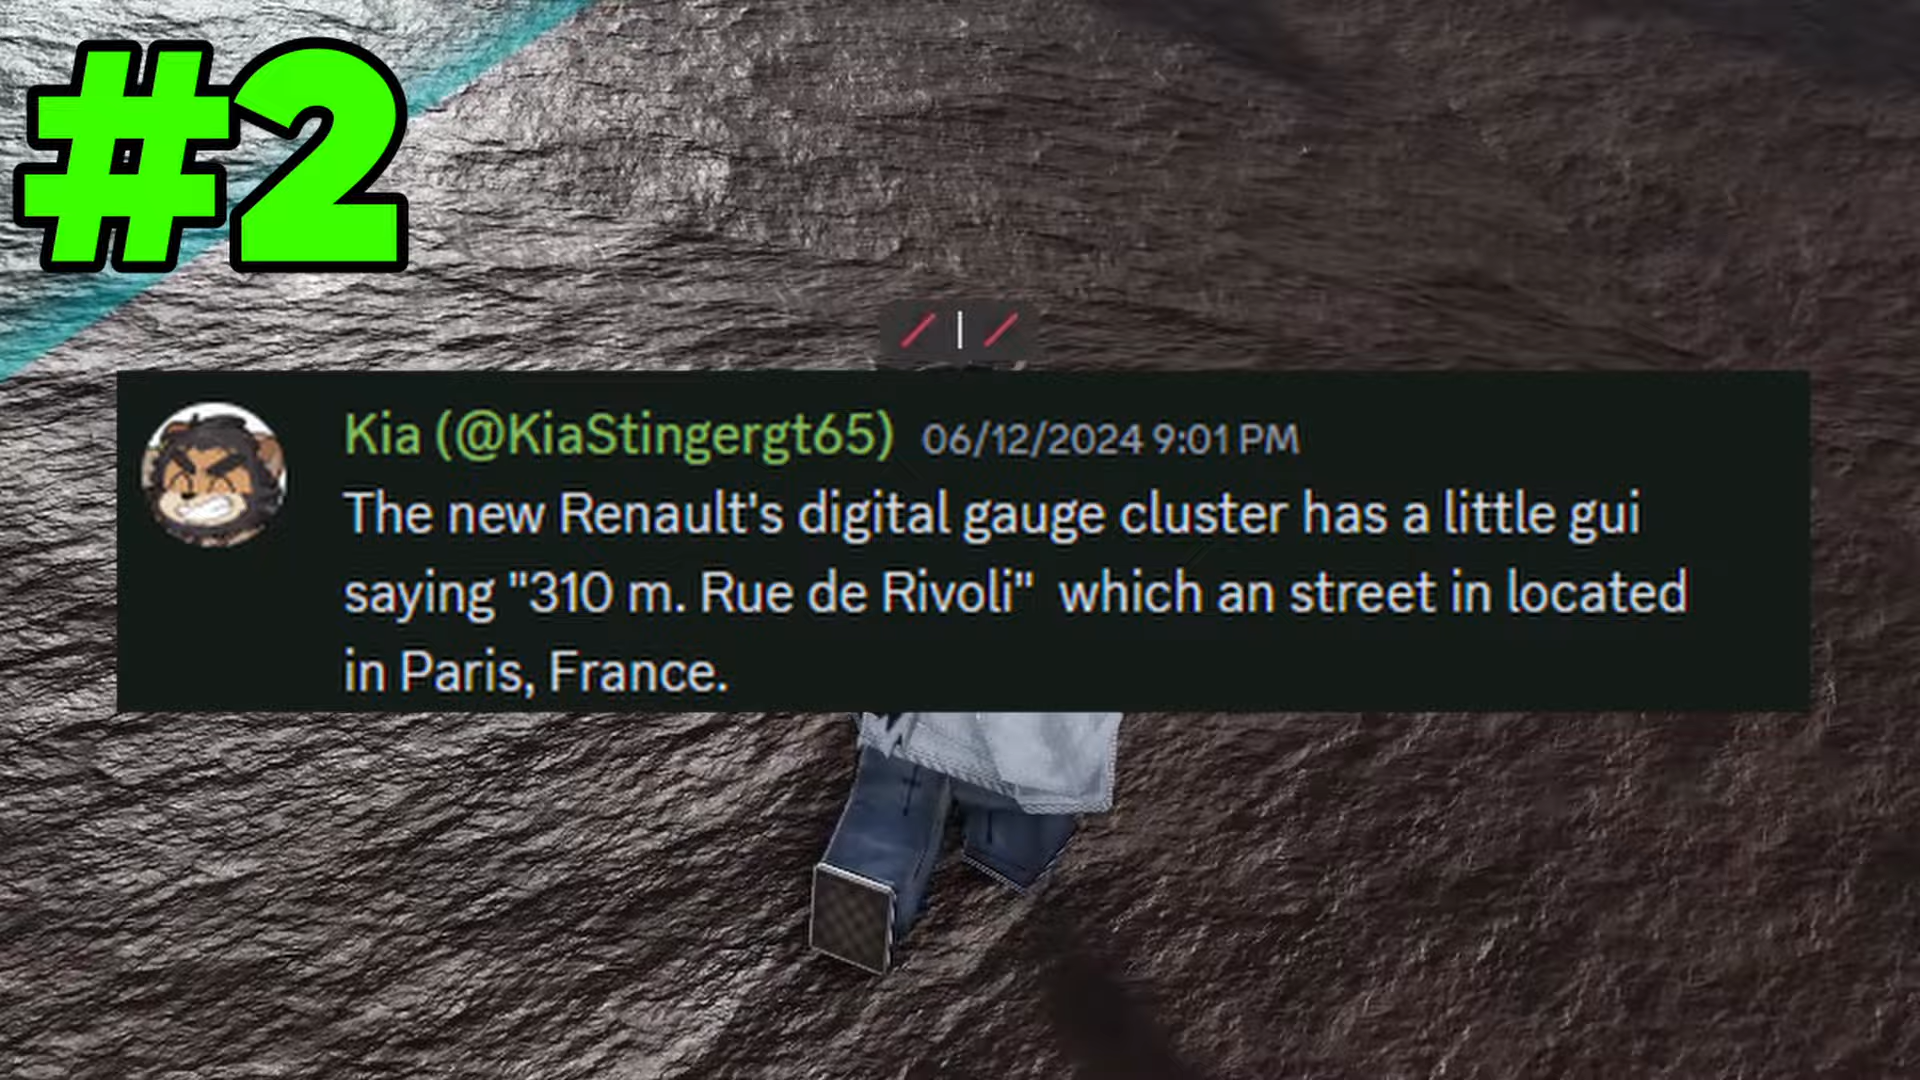 #2
Kia (@KiaStingergt65) 06/12/2024 9:01 PM
The new Renault's digital gauge cluster has a little gui
saying "310 m. Rue de Rivoli"  which an street in located
in Paris, France.